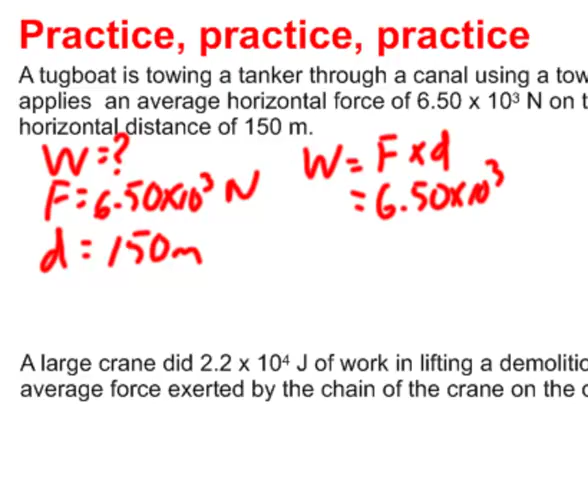 Practice, practice, practice
A tugboat is towing a tanker through a canal using a tow
applies an average horizontal force of 6.50 x 10³ N on t
horizontal distance of 150 m.
W = ?
F = 6.50x10³ N
d = 150m
W = F x d
= 6.50x10³
A large crane did 2.2 x 10⁴ J of work in lifting a demolitio
average force exerted by the chain of the crane on the